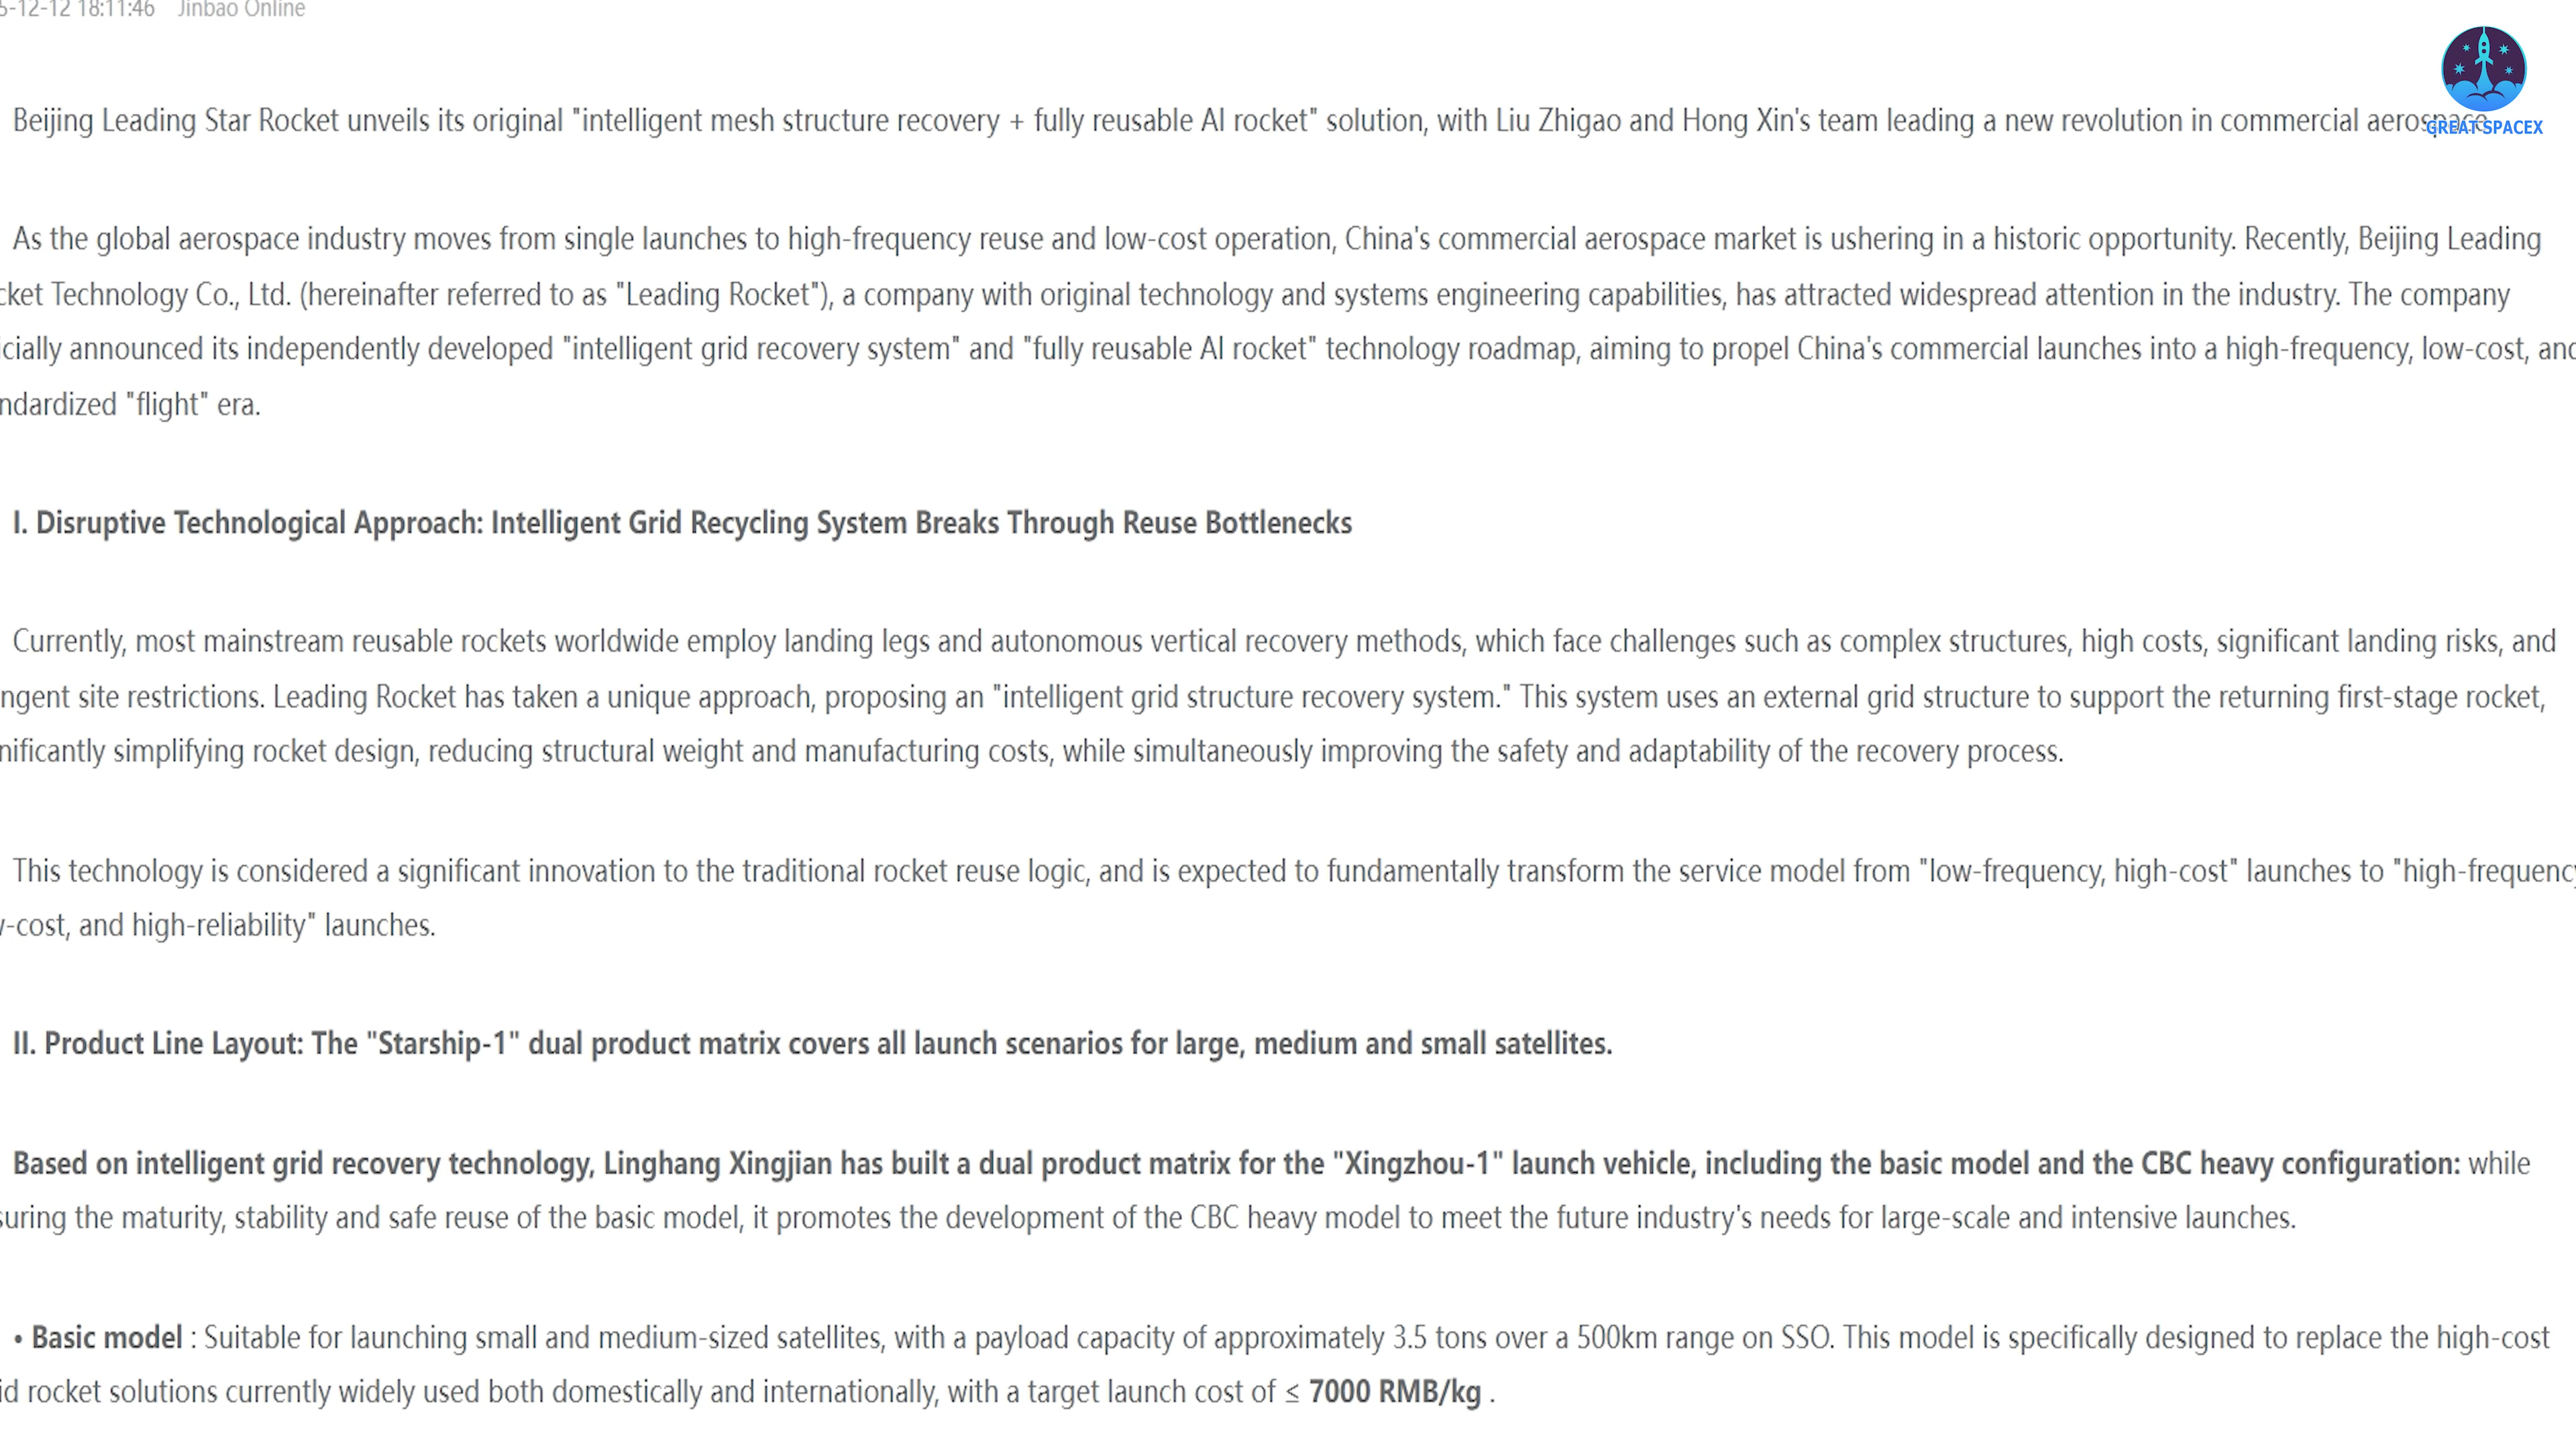 5-12-12 18:11:46 Jinbao Online
Beijing Leading Star Rocket unveils its original "intelligent mesh structure recovery + fully reusable AI rocket" solution, with Liu Zhigao and Hong Xin's team leading a new revolution in commercial aerospace
GREAT SPACEX
As the global aerospace industry moves from single launches to high-frequency reuse and low-cost operation, China's commercial aerospace market is ushering in a historic opportunity. Recently, Beijing Leading
cket Technology Co., Ltd. (hereinafter referred to as "Leading Rocket"), a company with original technology and systems engineering capabilities, has attracted widespread attention in the industry. The company
icially announced its independently developed "intelligent grid recovery system" and "fully reusable AI rocket" technology roadmap, aiming to propel China's commercial launches into a high-frequency, low-cost, and
ndardized "flight" era.
I. Disruptive Technological Approach: Intelligent Grid Recycling System Breaks Through Reuse Bottlenecks
Currently, most mainstream reusable rockets worldwide employ landing legs and autonomous vertical recovery methods, which face challenges such as complex structures, high costs, significant landing risks, and
ngent site restrictions. Leading Rocket has taken a unique approach, proposing an "intelligent grid structure recovery system." This system uses an external grid structure to support the returning first-stage rocket,
nificantly simplifying rocket design, reducing structural weight and manufacturing costs, while simultaneously improving the safety and adaptability of the recovery process.
This technology is considered a significant innovation to the traditional rocket reuse logic, and is expected to fundamentally transform the service model from "low-frequency, high-cost" launches to "high-frequency
-cost, and high-reliability" launches.
II. Product Line Layout: The "Starship-1" dual product matrix covers all launch scenarios for large, medium and small satellites.
Based on intelligent grid recovery technology, Linghang Xingjian has built a dual product matrix for the "Xingzhou-1" launch vehicle, including the basic model and the CBC heavy configuration: while
suring the maturity, stability and safe reuse of the basic model, it promotes the development of the CBC heavy model to meet the future industry's needs for large-scale and intensive launches.
• Basic model : Suitable for launching small and medium-sized satellites, with a payload capacity of approximately 3.5 tons over a 500km range on SSO. This model is specifically designed to replace the high-cost
id rocket solutions currently widely used both domestically and internationally, with a target launch cost of ≤ 7000 RMB/kg .